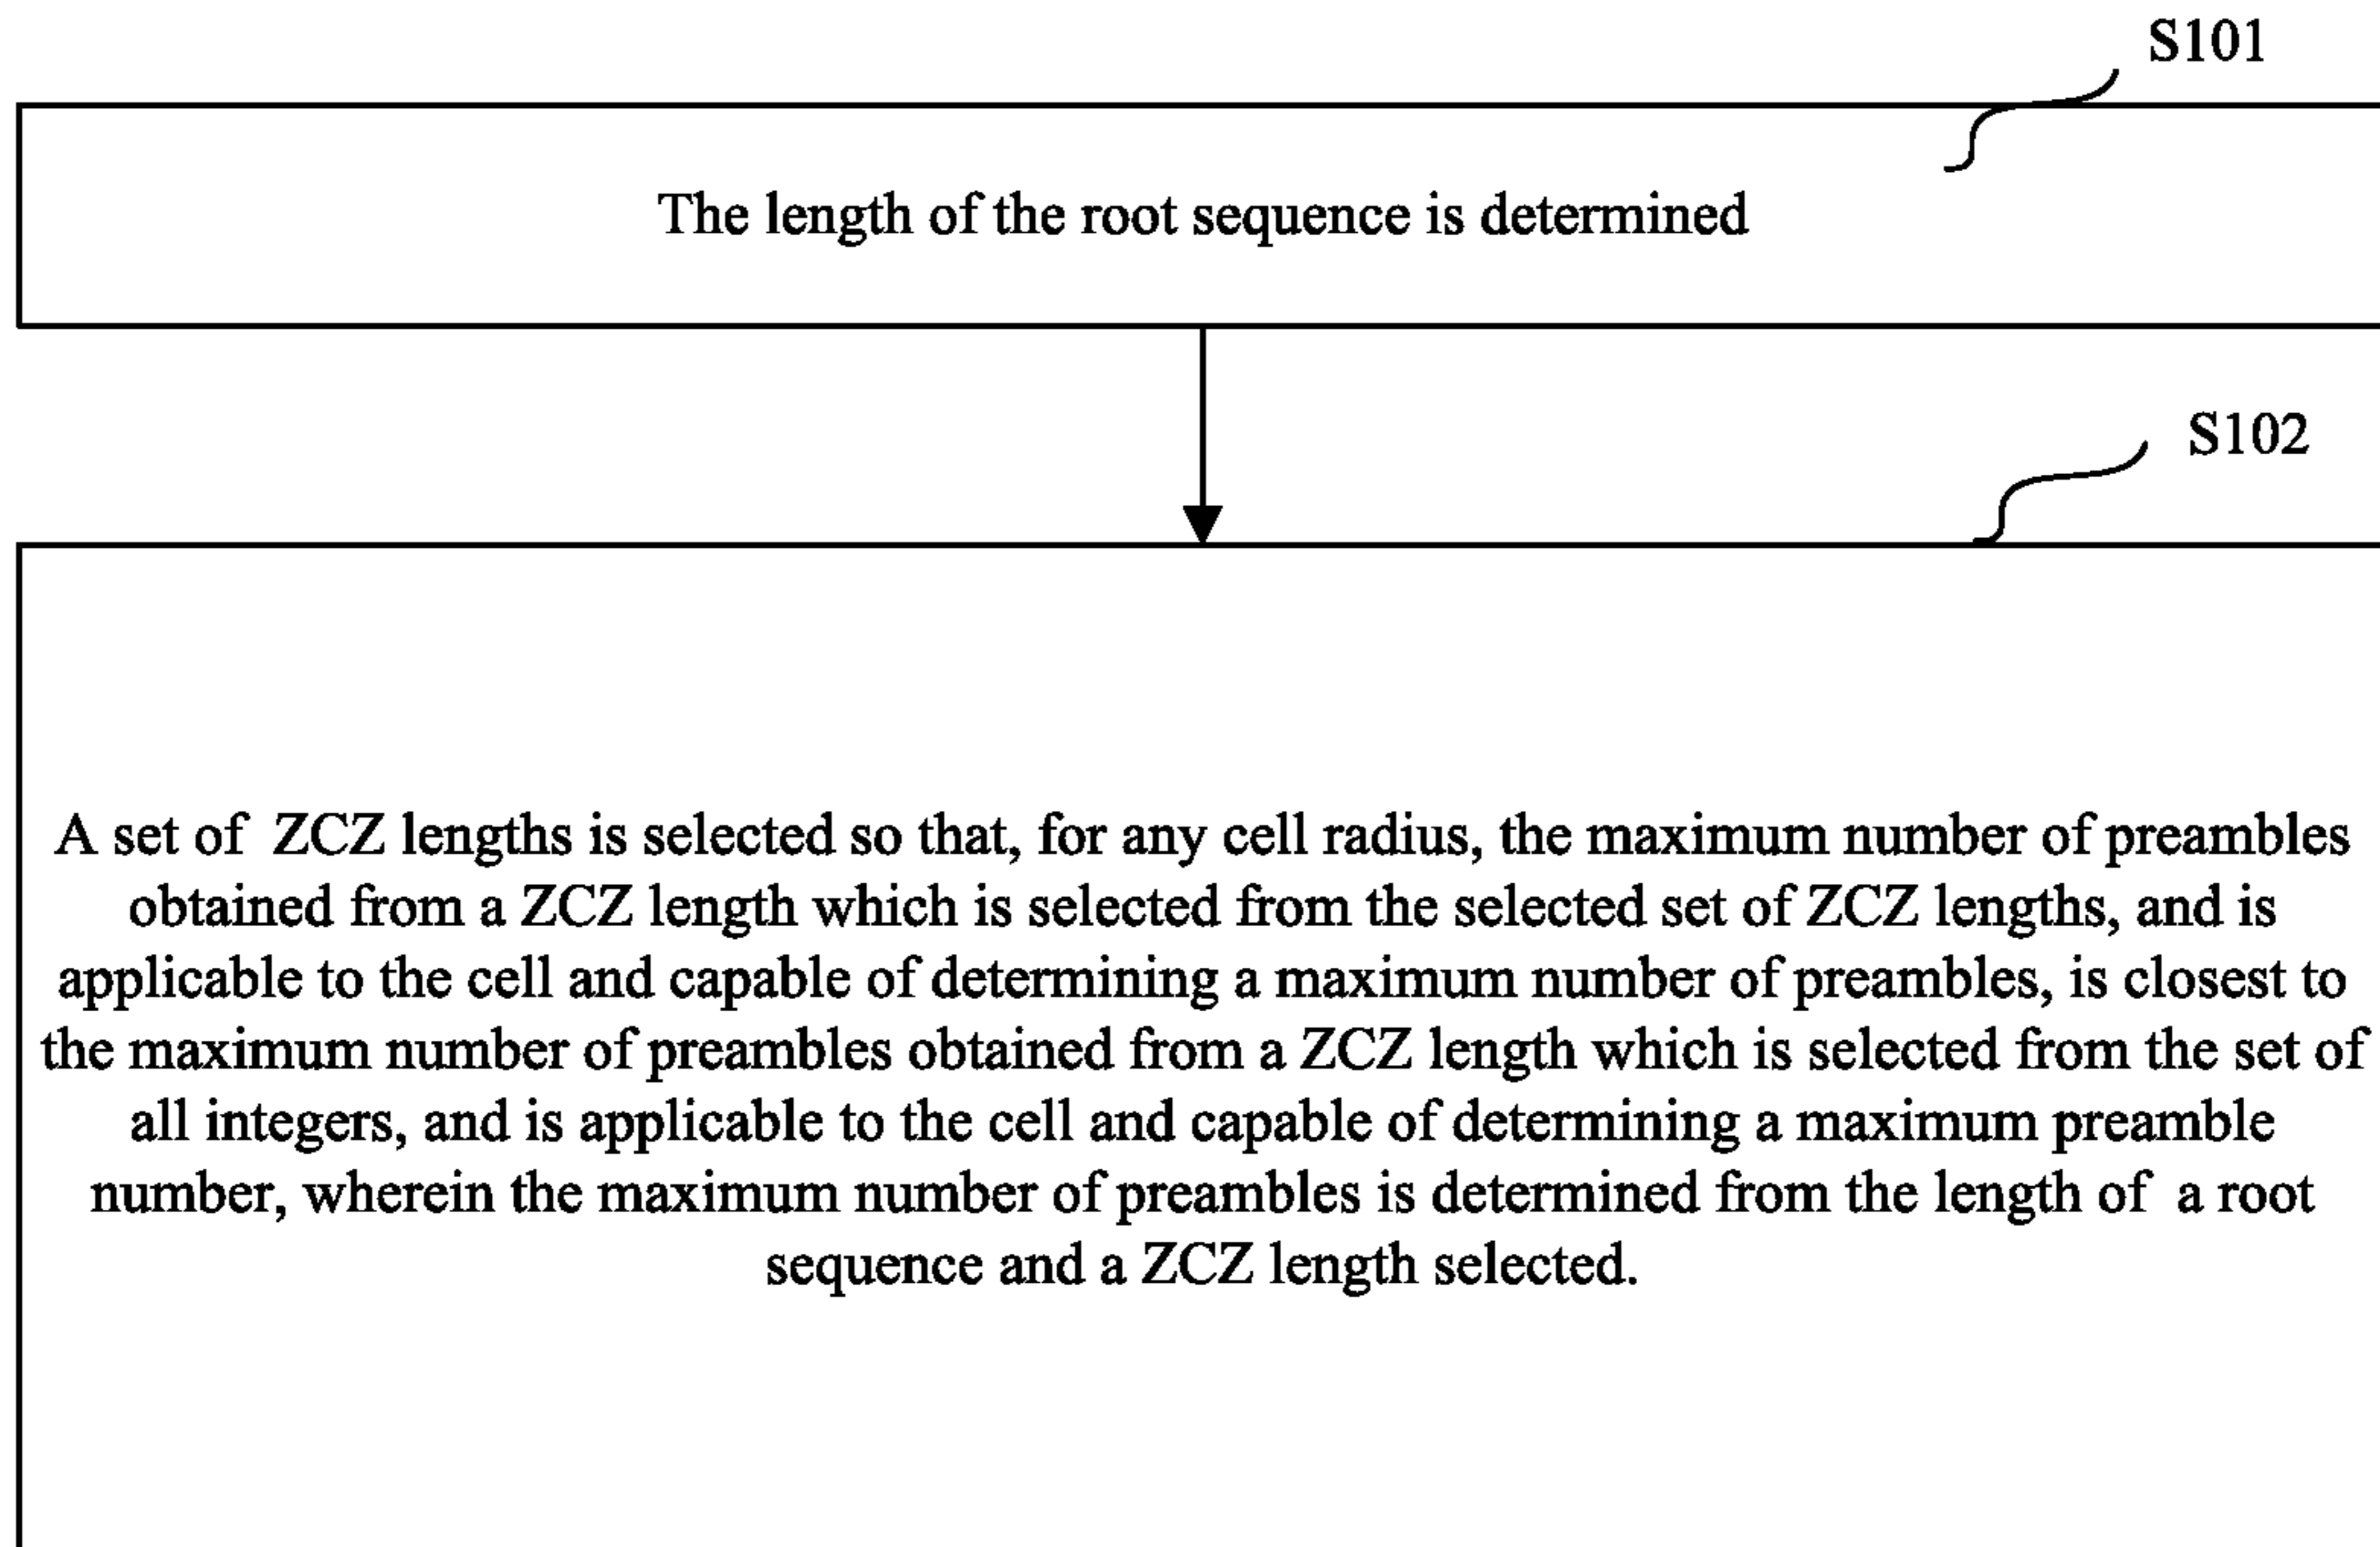 S101
The length of the root sequence is determined
S102
A set of ZCZ lengths is selected so that, for any cell radius, the maximum number of preambles
obtained from a ZCZ length which is selected from the selected set of ZCZ lengths, and is
applicable to the cell and capable of determining a maximum number of preambles, is closest to
the maximum number of preambles obtained from a ZCZ length which is selected from the set of
all integers, and is applicable to the cell and capable of determining a maximum preamble
number, wherein the maximum number of preambles is determined from the length of a root
sequence and a ZCZ length selected.